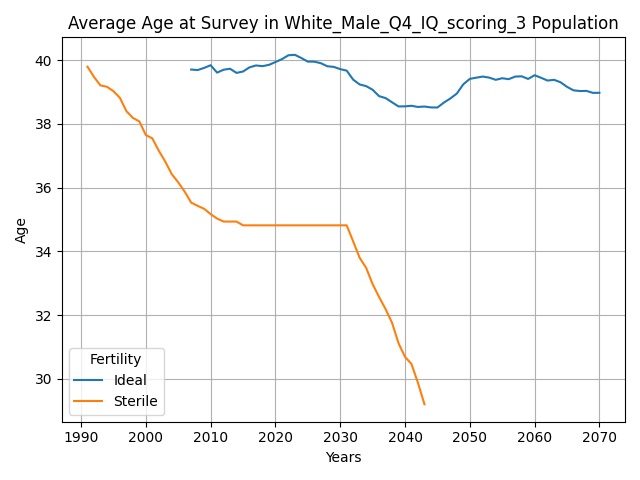 Average Age at Survey in White_Male_Q4_IQ_scoring_3 Population
Age
40
38
36
34
32
30
Fertility
Ideal
Sterile
1990 2000 2010 2020 2030 2040 2050 2060 2070
Years